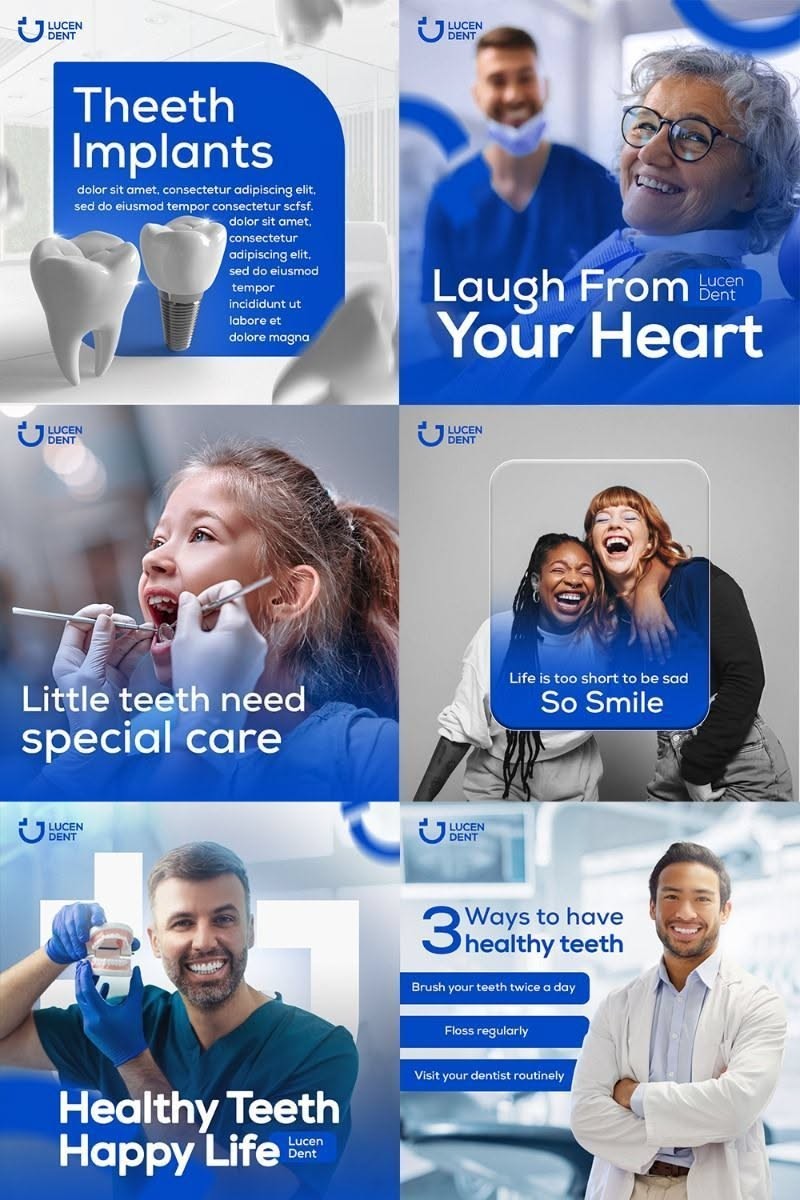 LUCEN
DENT
Theeth
Implants
dolor sit amet, consectetur adipiscing elit,
sed do eiusmod tempor consectetur scfsf.
dolor sit amet,
consectetur
adipiscing elit,
sed do eiusmod
tempor
incididunt ut
labore et
dolore magna
LUCEN
DENT
Laugh From Lucen
Dent
Your Heart
LUCEN
DENT
Little teeth need
special care
LUCEN
DENT
Life is too short to be sad
So Smile
LUCEN
DENT
Healthy Teeth
Happy Life Lucen
Dent
LUCEN
DENT
3 Ways to have
healthy teeth
Brush your teeth twice a day
Floss regularly
Visit your dentist routinely